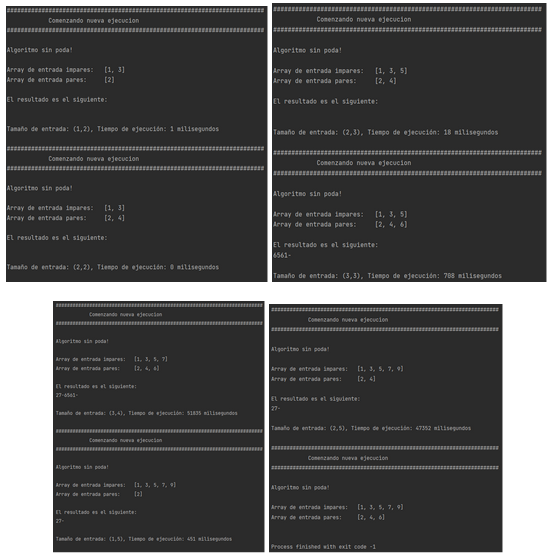 ################################################################################
Comenzando nueva ejecucion
################################################################################
Algoritmo sin poda!
Array de entrada impares: [1, 3]
Array de entrada pares: [2]
El resultado es el siguiente:
Tamaño de entrada: (1,2), Tiempo de ejecución: 1 milisegundos
################################################################################
Comenzando nueva ejecucion
################################################################################
Algoritmo sin poda!
Array de entrada impares: [1, 3]
Array de entrada pares: [2, 4]
El resultado es el siguiente:
Tamaño de entrada: (2,2), Tiempo de ejecución: 0 milisegundos
################################################################################
Comenzando nueva ejecucion
################################################################################
Algoritmo sin poda!
Array de entrada impares: [1, 3, 5]
Array de entrada pares: [2, 4]
El resultado es el siguiente:
Tamaño de entrada: (2,3), Tiempo de ejecución: 18 milisegundos
################################################################################
Comenzando nueva ejecucion
################################################################################
Algoritmo sin poda!
Array de entrada impares: [1, 3, 5]
Array de entrada pares: [2, 4, 6]
El resultado es el siguiente:
6561-
Tamaño de entrada: (3,3), Tiempo de ejecución: 708 milisegundos
################################################################################
Comenzando nueva ejecucion
################################################################################
Algoritmo sin poda!
Array de entrada impares: [1, 3, 5, 7]
Array de entrada pares: [2, 4, 6]
El resultado es el siguiente:
27-6561-
Tamaño de entrada: (3,4), Tiempo de ejecución: 51835 milisegundos
################################################################################
Comenzando nueva ejecucion
################################################################################
Algoritmo sin poda!
Array de entrada impares: [1, 3, 5, 7, 9]
Array de entrada pares: [2]
El resultado es el siguiente:
27-
Tamaño de entrada: (1,5), Tiempo de ejecución: 451 milisegundos
################################################################################
Comenzando nueva ejecucion
################################################################################
Algoritmo sin poda!
Array de entrada impares: [1, 3, 5, 7, 9]
Array de entrada pares: [2, 4]
El resultado es el siguiente:
27-
Tamaño de entrada: (2,5), Tiempo de ejecución: 47352 milisegundos
################################################################################
Comenzando nueva ejecucion
################################################################################
Algoritmo sin poda!
Array de entrada impares: [1, 3, 5, 7, 9]
Array de entrada pares: [2, 4, 6]
Process finished with exit code -1